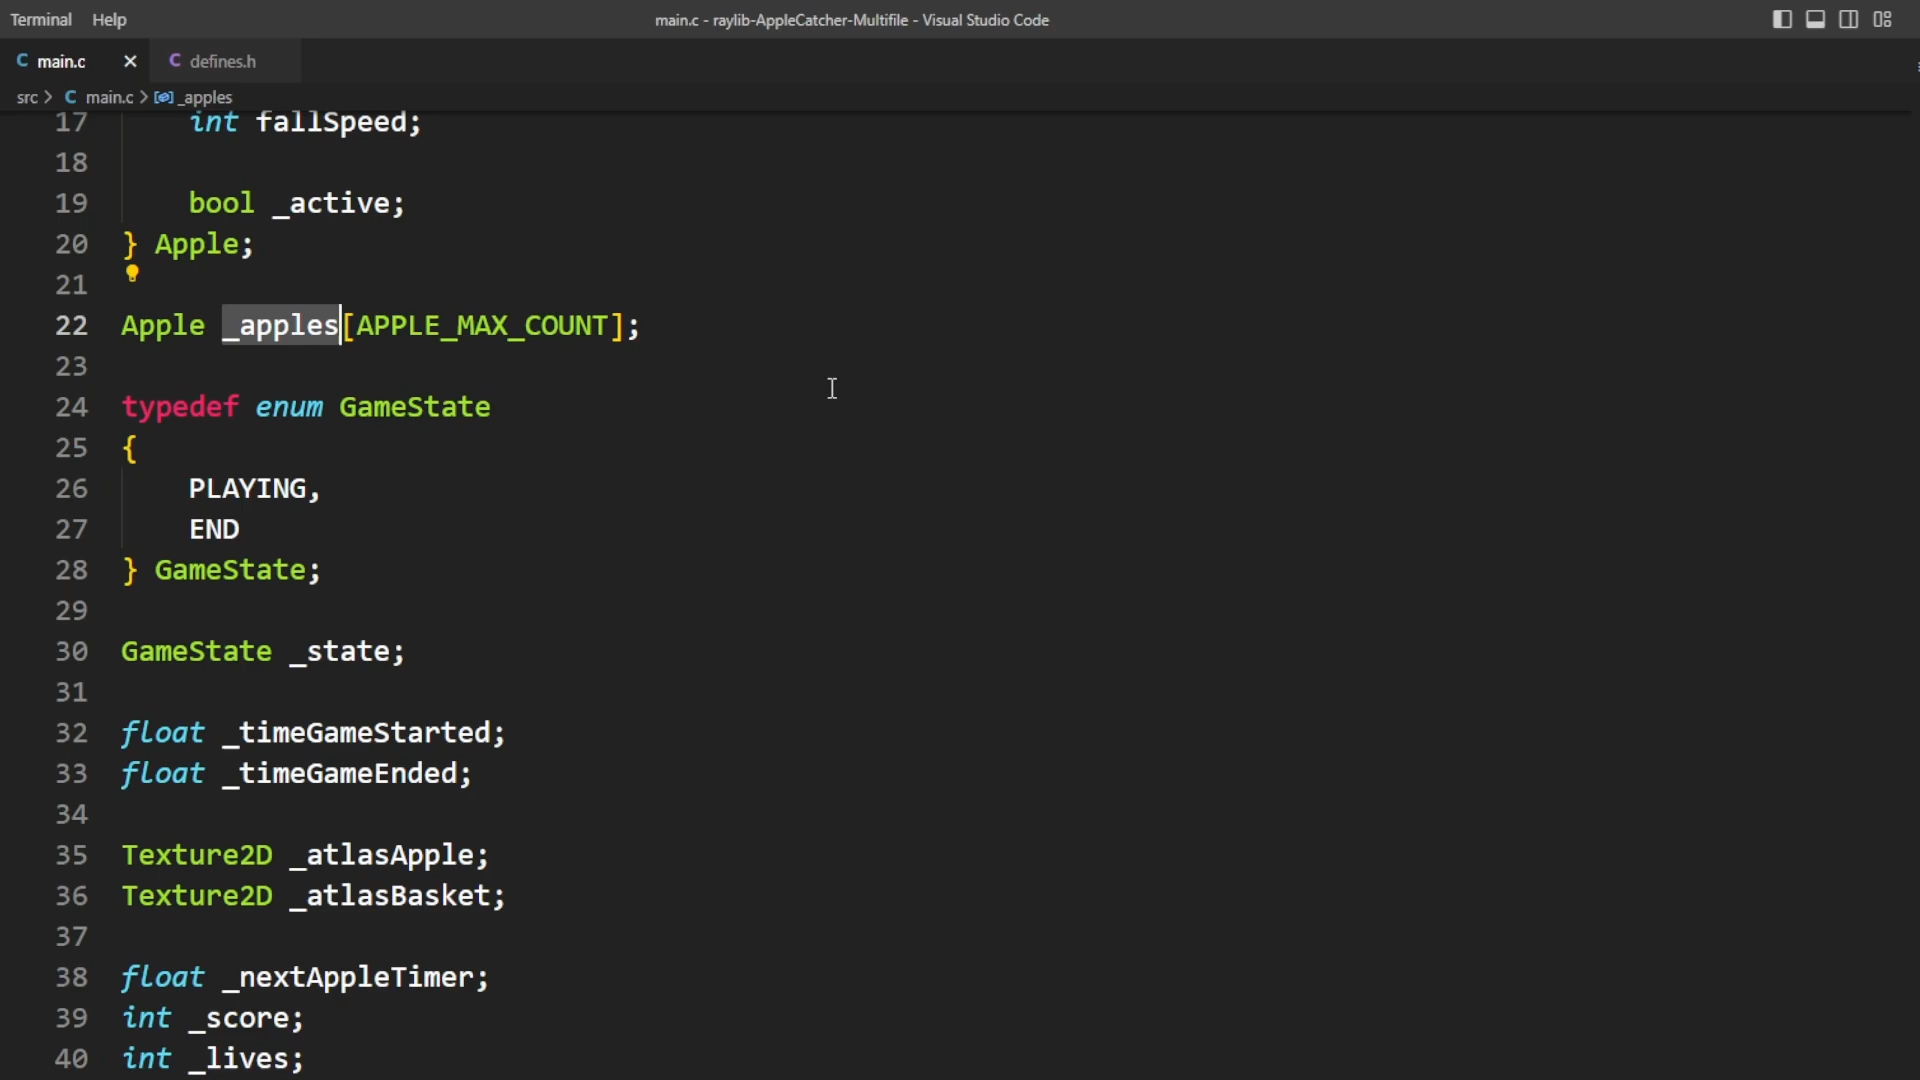 Terminal Help main.c - raylib-AppleCatcher-Multifile - Visual Studio Code
C main.c × C defines.h
src > C main.c > _apples
17 int fallSpeed;
18
19 bool _active;
20 } Apple;
21
22 Apple _apples[APPLE_MAX_COUNT];
23
24 typedef enum GameState
25 {
26 PLAYING,
27 END
28 } GameState;
29
30 GameState _state;
31
32 float _timeGameStarted;
33 float _timeGameEnded;
34
35 Texture2D _atlasApple;
36 Texture2D _atlasBasket;
37
38 float _nextAppleTimer;
39 int _score;
40 int _lives;